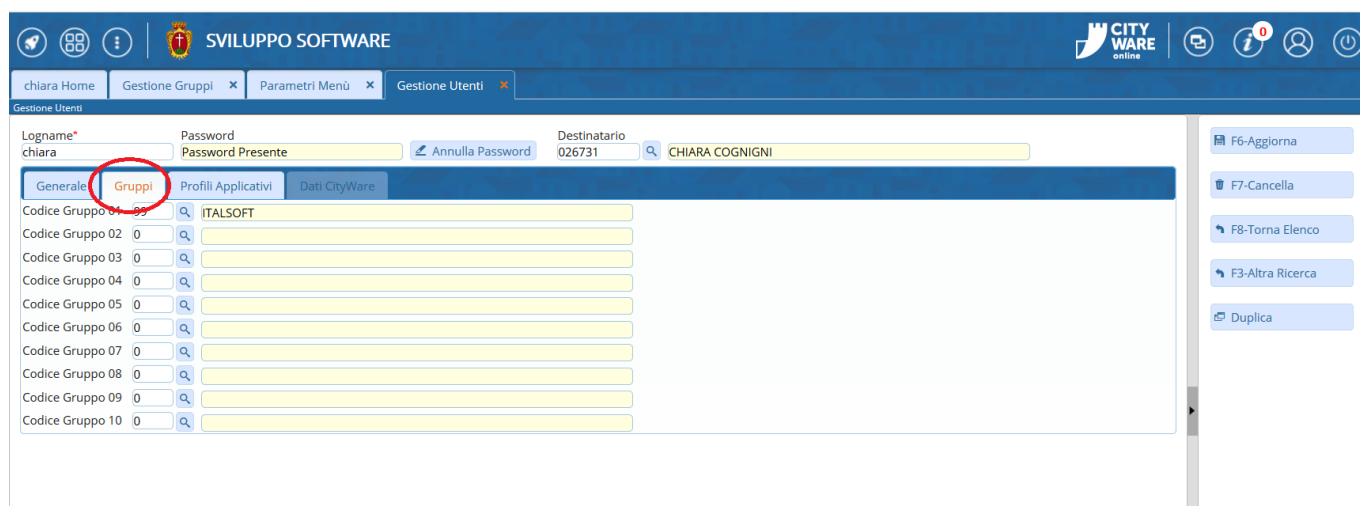 SVILUPPO SOFTWARE
CITY
WARE
online
0
chiara Home
Gestione Gruppi
Parametri Menù
Gestione Utenti
Gestione Utenti
Logname* Password Destinatario
chiara Password Presente Annulla Password 026731 CHIARA COGNIGNI
Generale Gruppi Profili Applicativi Dati CityWare
Codice Gruppo 01 99 ITALSOFT
Codice Gruppo 02 0
Codice Gruppo 03 0
Codice Gruppo 04 0
Codice Gruppo 05 0
Codice Gruppo 06 0
Codice Gruppo 07 0
Codice Gruppo 08 0
Codice Gruppo 09 0
Codice Gruppo 10 0
F6-Aggiorna
F7-Cancella
F8-Torna Elenco
F3-Altra Ricerca
Duplica